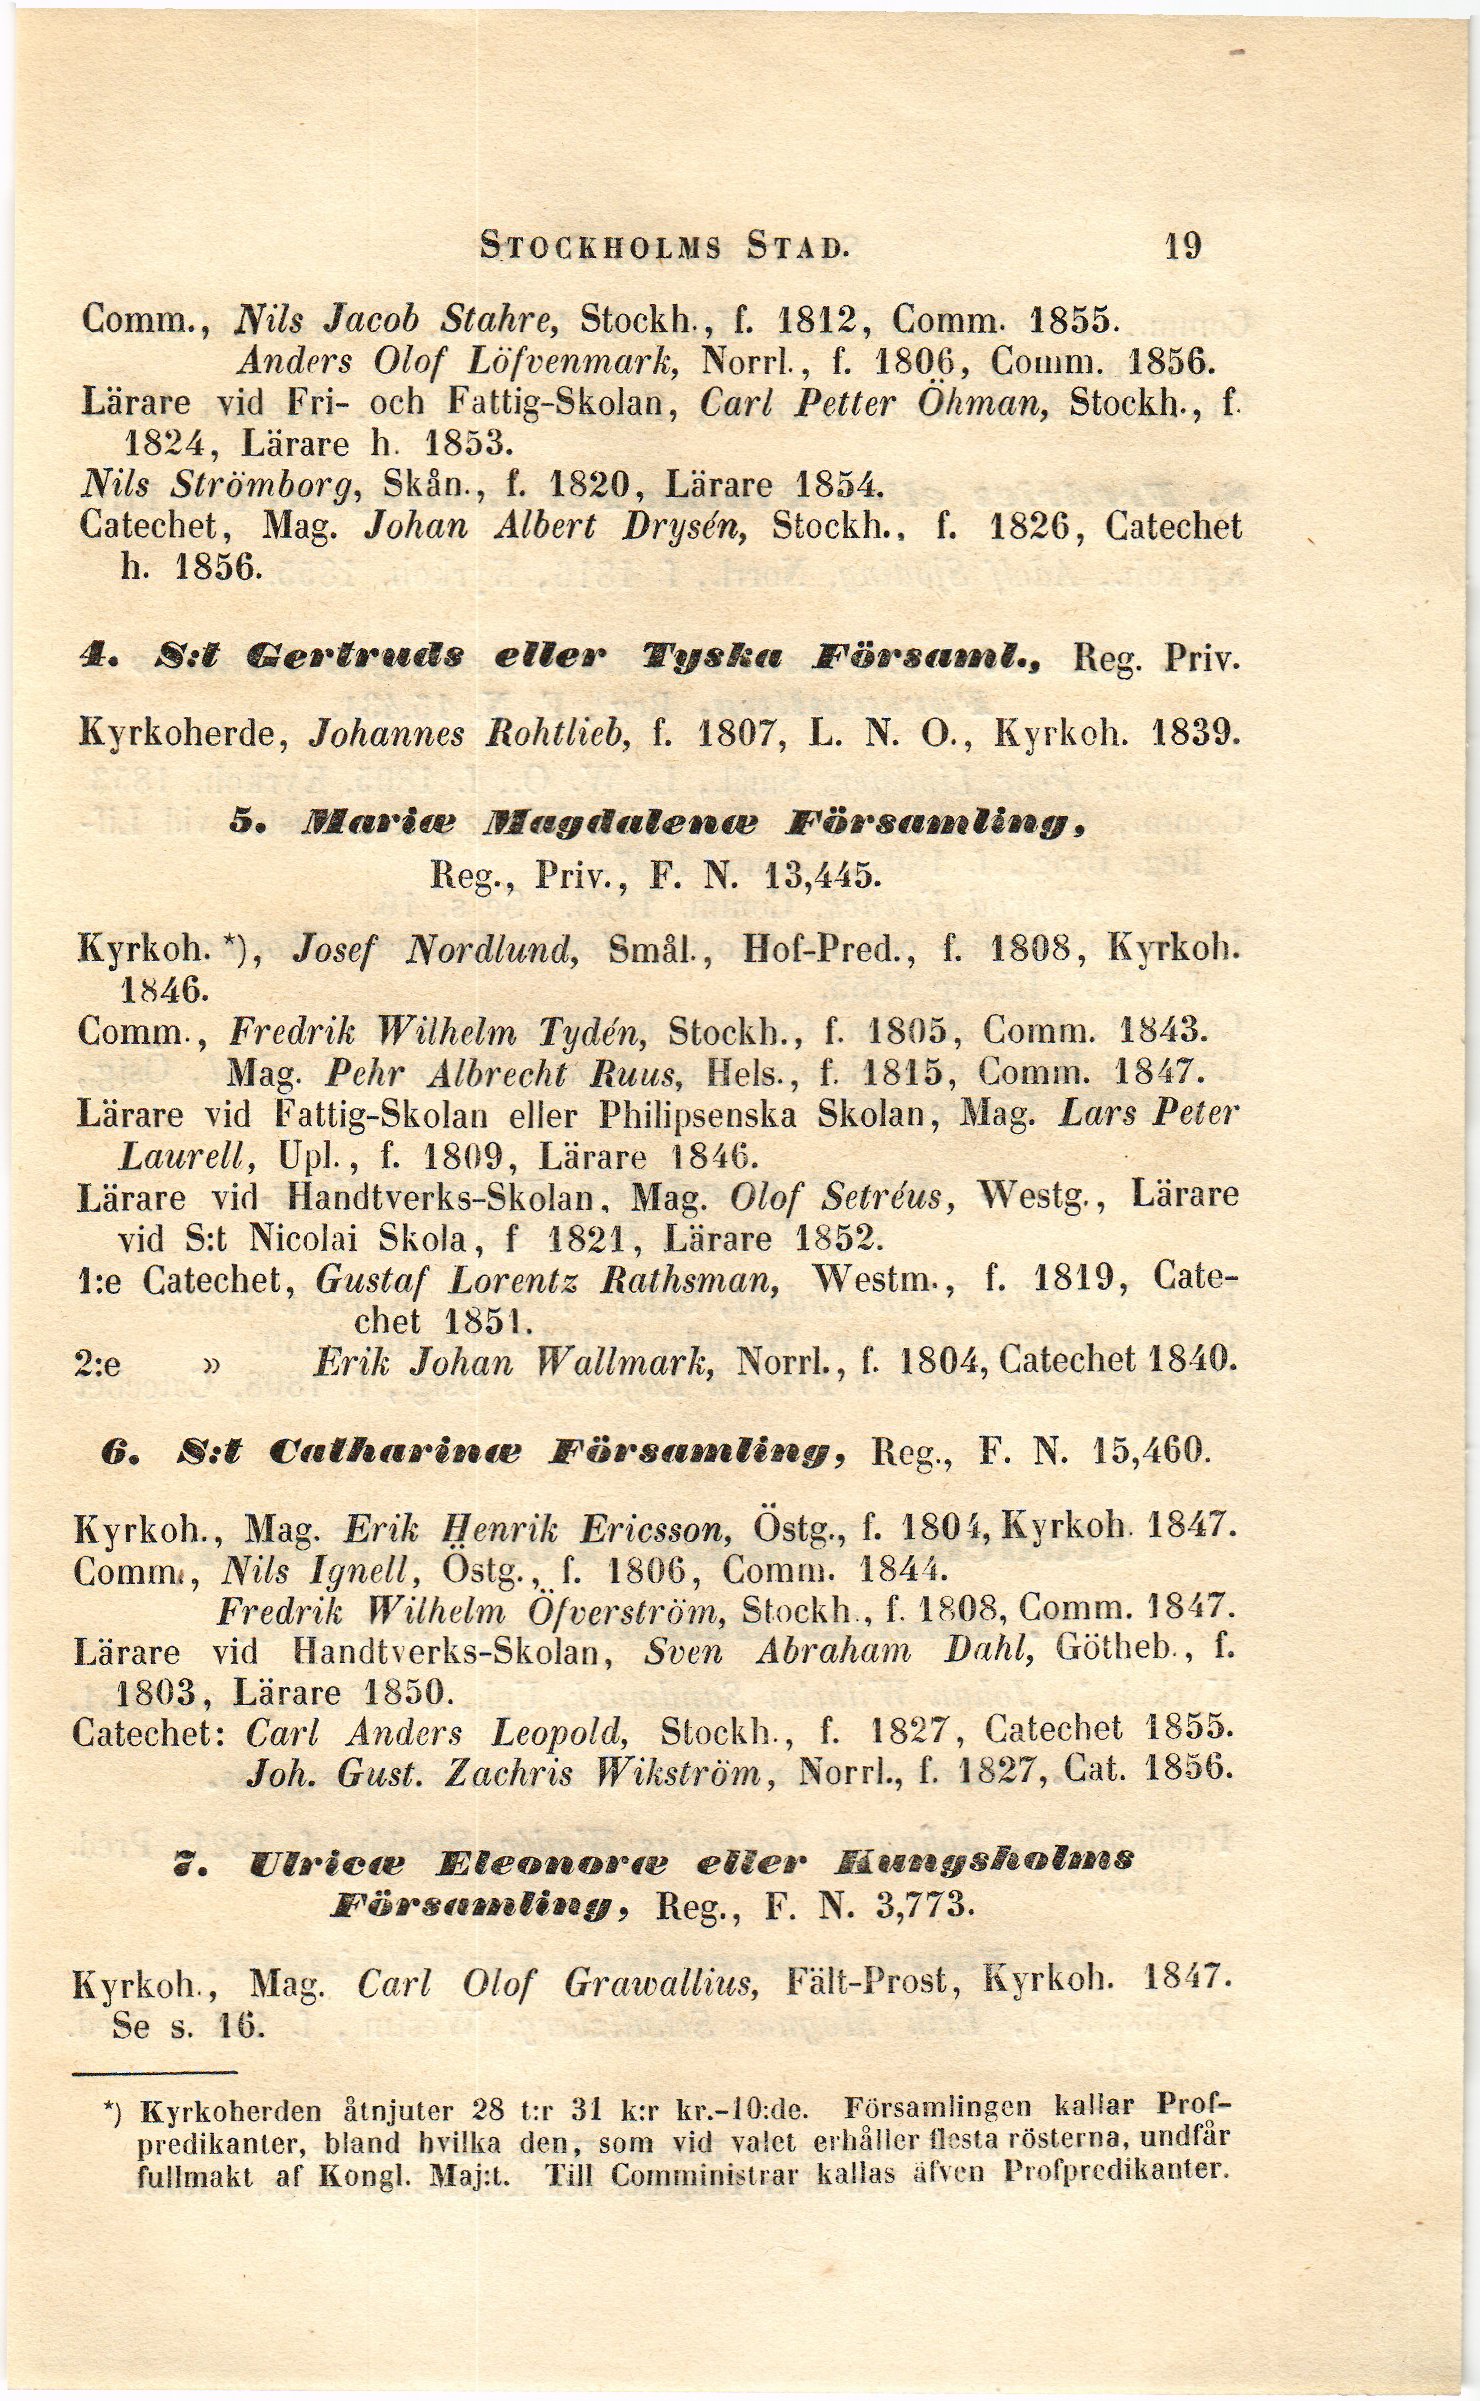 STOCKHOLMS STAD. 19
Comm., Nils Jacob Stahre, Stockh., f. 1812, Comm. 1855.
Anders Olof Löfvenmark, Norrl., f. 1806, Comm. 1856.
Lärare vid Fri- och Fattig-Skolan, Carl Petter Öhman, Stockh., f.
1824, Lärare h. 1853.
Nils Strömborg, Skån., f. 1820, Lärare 1854.
Catechet, Mag. Johan Albert Drysén, Stockh., f. 1826, Catechet
h. 1856.
4. S:t Gertruds eller Tyska Församl., Reg. Priv.
Kyrkoherde, Johannes Rohtlieb, f. 1807, L. N. O., Kyrkoh. 1839.
5. Mariæ Magdalenæ Församling,
Reg., Priv., F. N. 13,445.
Kyrkoh. *), Josef Nordlund, Smål., Hof-Pred., f. 1808, Kyrkoh.
1846.
Comm., Fredrik Wilhelm Tydén, Stockh., f. 1805, Comm. 1843.
Mag. Pehr Albrecht Ruus, Hels., f. 1815, Comm. 1847.
Lärare vid Fattig-Skolan eller Philipsenska Skolan, Mag. Lars Peter
Laurell, Upl., f. 1809, Lärare 1846.
Lärare vid Handtverks-Skolan, Mag. Olof Setréus, Westg., Lärare
vid S:t Nicolai Skola, f 1821, Lärare 1852.
1:e Catechet, Gustaf Lorentz Rathsman, Westm., f. 1819, Cate-
chet 1851.
2:e » Erik Johan Wallmark, Norrl., f. 1804, Catechet 1840.
6. S:t Catharinæ Församling, Reg., F. N. 15,460.
Kyrkoh., Mag. Erik Henrik Ericsson, Östg., f. 1804, Kyrkoh. 1847.
Comm., Nils Ignell, Östg., f. 1806, Comm. 1844.
Fredrik Wilhelm Öfverström, Stockh., f. 1808, Comm. 1847.
Lärare vid Handtverks-Skolan, Sven Abraham Dahl, Götheb., f.
1803, Lärare 1850.
Catechet: Carl Anders Leopold, Stockh., f. 1827, Catechet 1855.
Joh. Gust. Zachris Wikström, Norrl., f. 1827, Cat. 1856.
7. Ulricæ Eleonoræ eller Kungsholms
Församling, Reg., F. N. 3,773.
Kyrkoh., Mag. Carl Olof Grawallius, Fält-Prost, Kyrkoh. 1847.
Se s. 16.
*) Kyrkoherden åtnjuter 28 t:r 31 k:r kr.-10:de. Församlingen kallar Prof-
predikanter, bland hvilka den, som vid valet erhåller flesta rösterna, undfår
fullmakt af Kongl. Maj:t. Till Comministrar kallas äfven Profpredikanter.